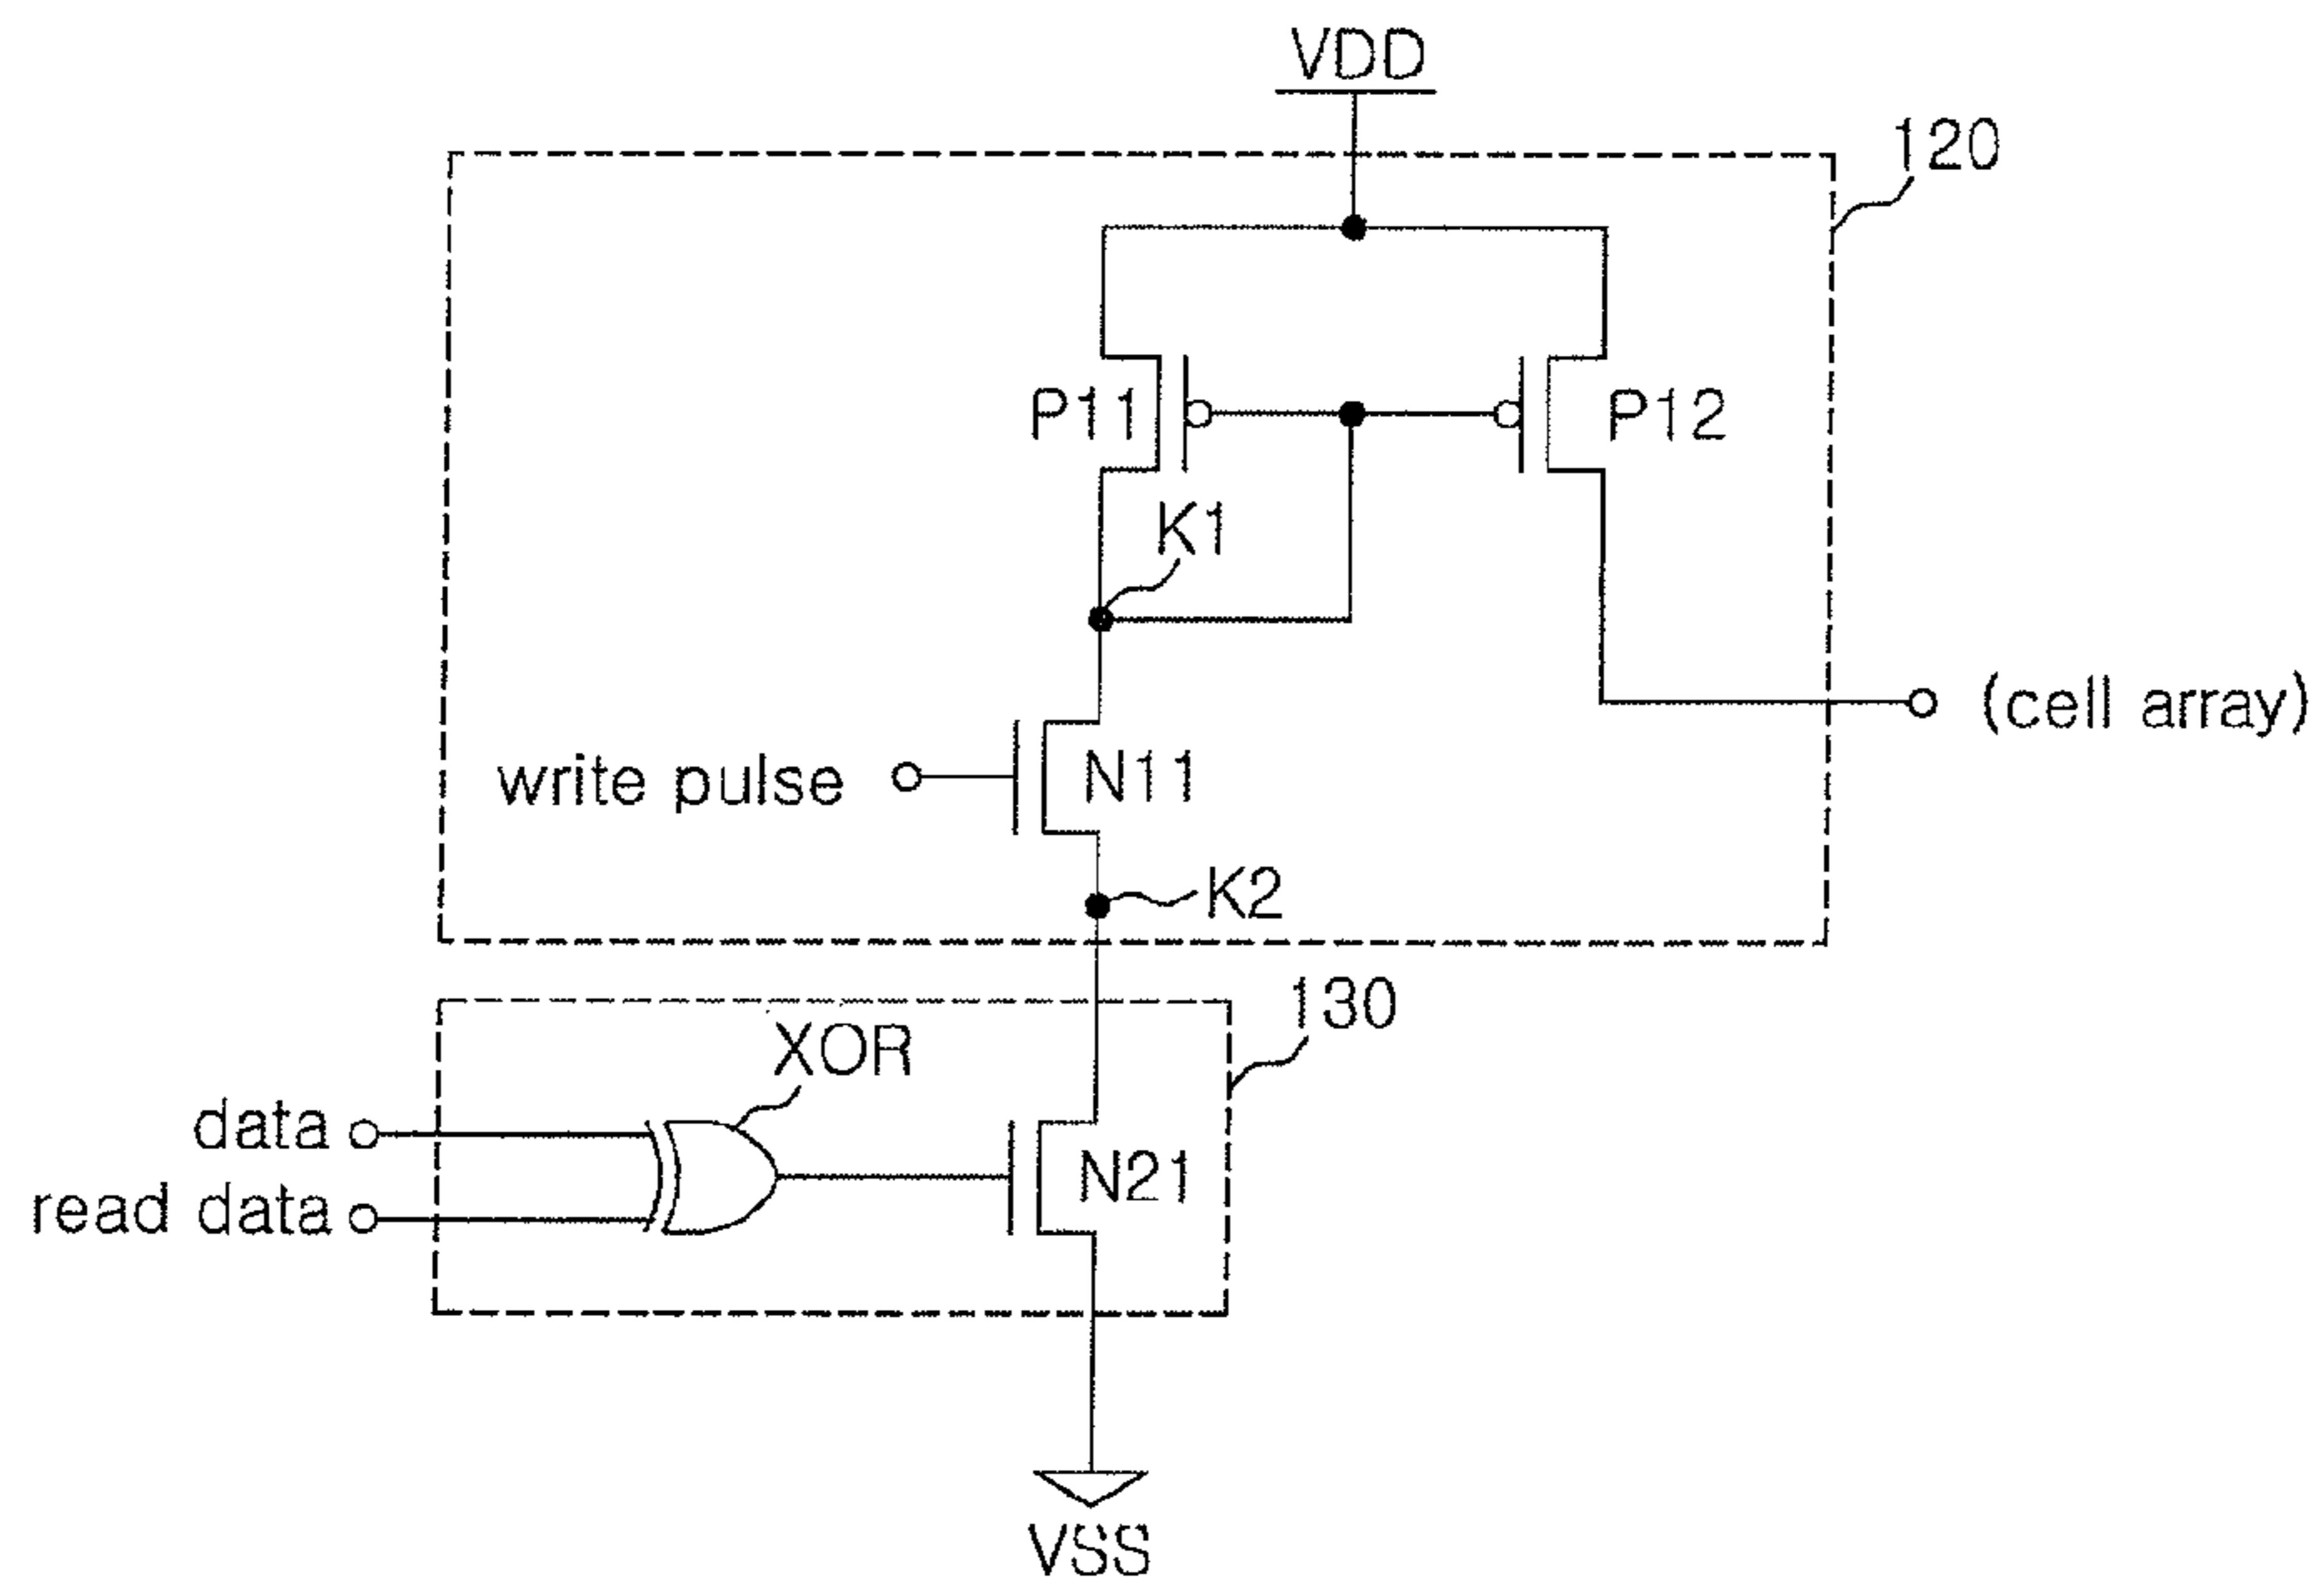 VDD
120
P11
P12
K1
(cell array)
write pulse
N11
K2
130
XOR
data
N21
read data
VSS